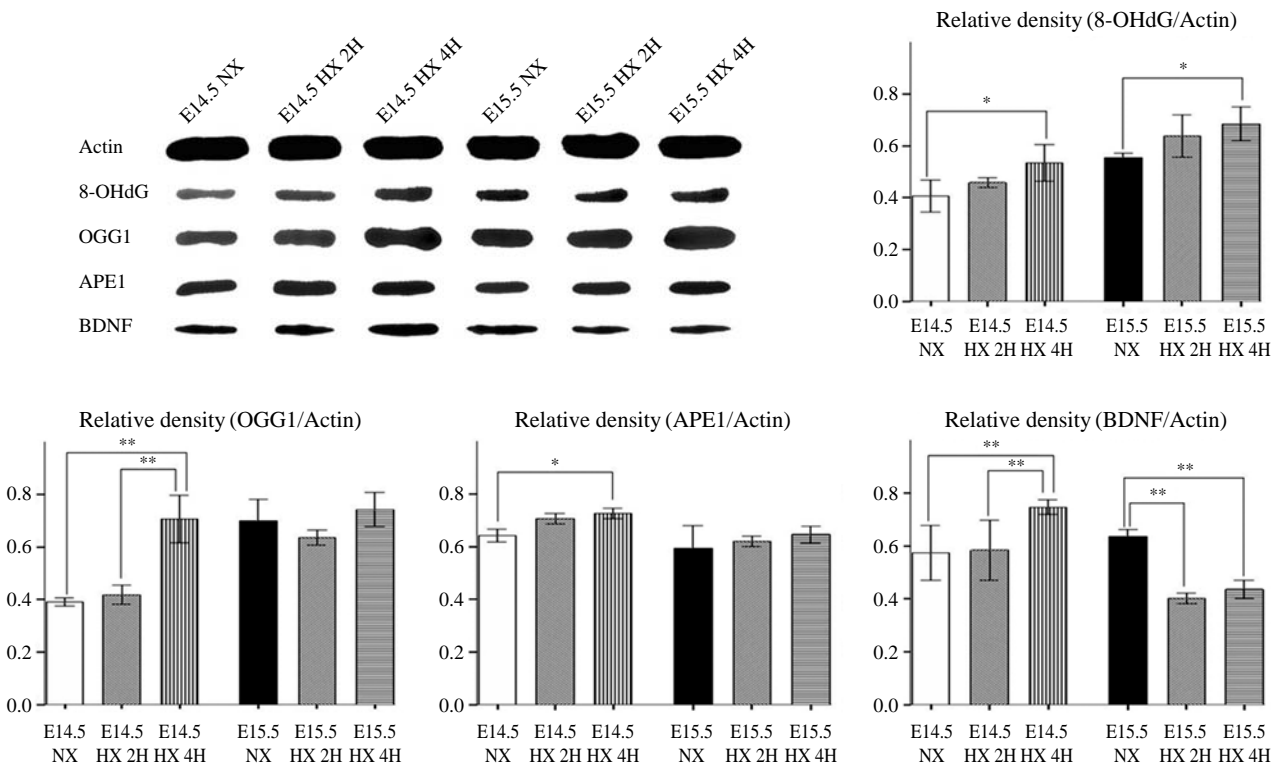 E14.5 NX E14.5 HX 2H E14.5 HX 4H E15.5 NX E15.5 HX 2H E15.5 HX 4H
Actin
8-OHdG
OGG1
APE1
BDNF
Relative density (8-OHdG/Actin)
* *
0.8
0.6
0.4
0.2
0.0
E14.5 E14.5 E14.5 E15.5 E15.5 E15.5
NX HX 2H HX 4H NX HX 2H HX 4H
Relative density (OGG1/Actin)
**
**
0.8
0.6
0.4
0.2
0.0
E14.5 E14.5 E14.5 E15.5 E15.5 E15.5
NX HX 2H HX 4H NX HX 2H HX 4H
Relative density (APE1/Actin)
*
0.8
0.6
0.4
0.2
0.0
E14.5 E14.5 E14.5 E15.5 E15.5 E15.5
NX HX 2H HX 4H NX HX 2H HX 4H
Relative density (BDNF/Actin)
** **
** **
0.8
0.6
0.4
0.2
0.0
E14.5 E14.5 E14.5 E15.5 E15.5 E15.5
NX HX 2H HX 4H NX HX 2H HX 4H